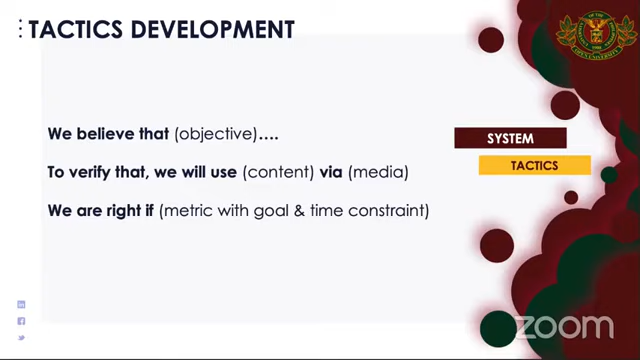 TACTICS DEVELOPMENT
We believe that (objective)....
To verify that, we will use (content) via (media)
We are right if (metric with goal & time constraint)
SYSTEM
TACTICS
zoom